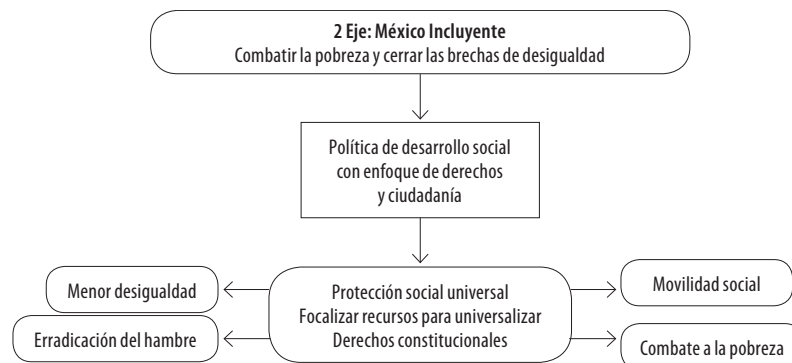 2 Eje: México Incluyente
Combatir la pobreza y cerrar las brechas de desigualdad
Política de desarrollo social
con enfoque de derechos
y ciudadanía
Menor desigualdad
Erradicación del hambre
Protección social universal
Focalizar recursos para universalizar
Derechos constitucionales
Movilidad social
Combate a la pobreza